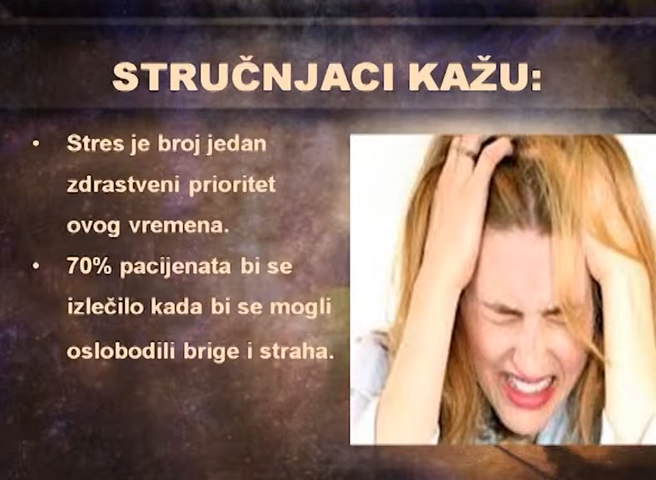 STRUČNJACI KAŽU:
• Stres je broj jedan
zdrastveni prioritet
ovog vremena.
• 70% pacijenata bi se
izlečilo kada bi se mogli
oslobodili brige i straha.